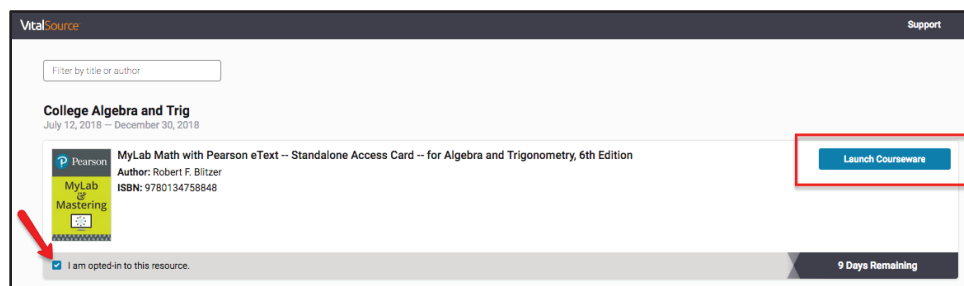 VitalSource
Support
Filter by title or author
College Algebra and Trig
July 12, 2018 — December 30, 2018
Pearson
MyLab
&
Mastering
MyLab Math with Pearson eText -- Standalone Access Card -- for Algebra and Trigonometry, 6th Edition
Author: Robert F. Blitzer
ISBN: 9780134758848
Launch Courseware
I am opted-in to this resource.
9 Days Remaining